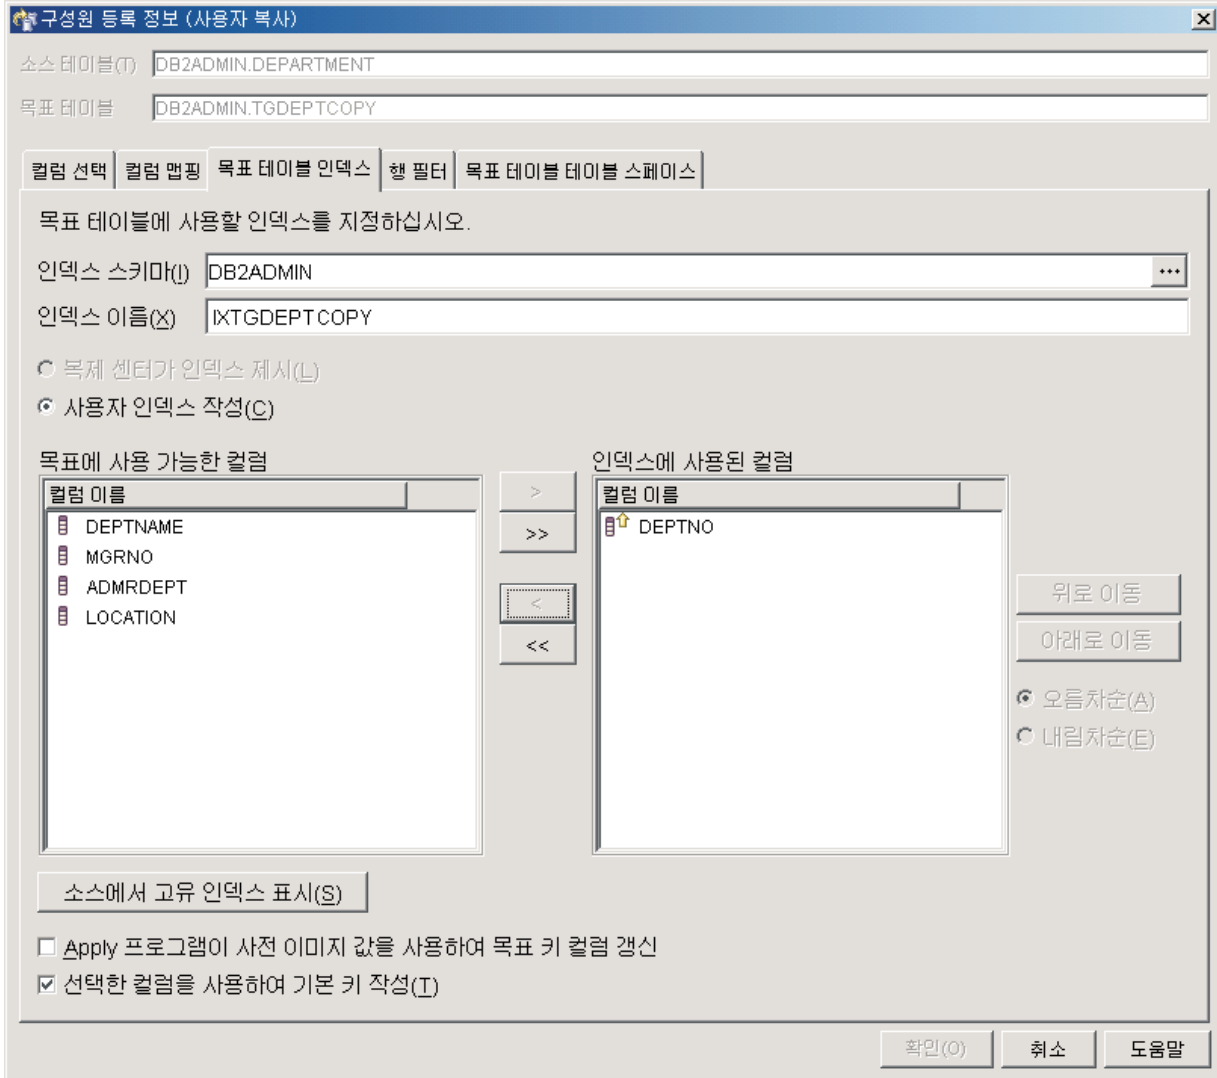 구성원 등록 정보 (사용자 복사)
소스 테이블(T) DB2ADMIN.DEPARTMENT
목표 테이블 DB2ADMIN.TGDEPTCOPY
컬럼 선택 컬럼 맵핑 목표 테이블 인덱스 행 필터 목표 테이블 테이블 스페이스
목표 테이블에 사용할 인덱스를 지정하십시오.
인덱스 스키마(I) DB2ADMIN ...
인덱스 이름(X) IXTGDEPTCOPY
복제 센터가 인덱스 제시(L)
사용자 인덱스 작성(C)
목표에 사용 가능한 컬럼
컬럼 이름
DEPTNAME
MGRNO
ADMRDEPT
LOCATION
>
>>
<
<<
인덱스에 사용된 컬럼
컬럼 이름
DEPTNO
위로 이동
아래로 이동
오름차순(A)
내림차순(E)
소스에서 고유 인덱스 표시(S)
Apply 프로그램이 사전 이미지 값을 사용하여 목표 키 컬럼 갱신
선택한 컬럼을 사용하여 기본 키 작성(T)
확인(O) 취소 도움말